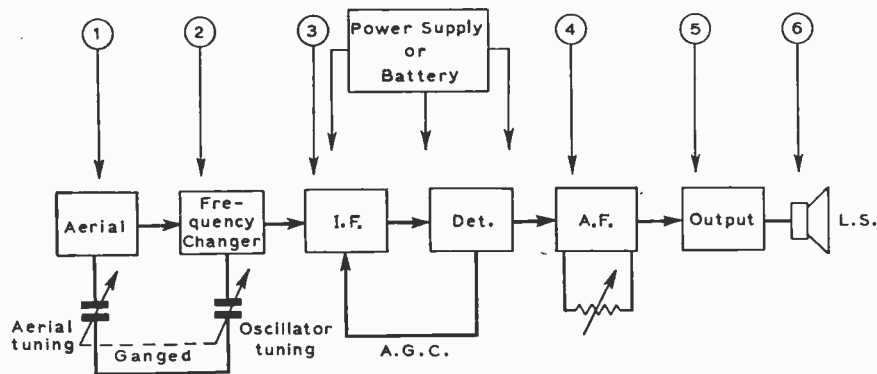 1
2
3
Power Supply
or
Battery
4
5
6
Aerial
Fre-
quency
Changer
I.F.
Det.
A.F.
Output
L.S.
Aerial
tuning
Ganged
Oscillator
tuning
A.G.C.